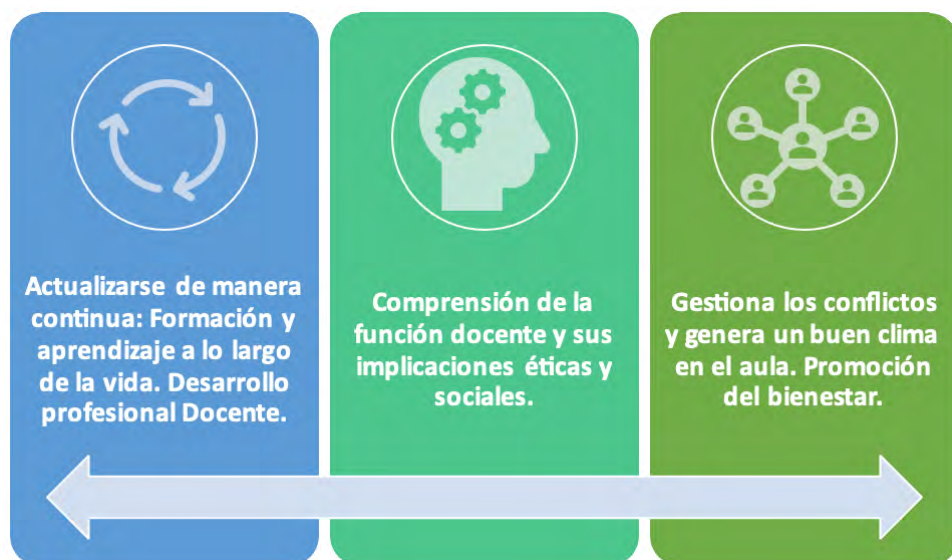 Actualizarse de manera
continua: Formación y
aprendizaje a lo largo
de la vida. Desarrollo
profesional Docente.
Comprensión de la
función docente y sus
implicaciones éticas y
sociales.
Gestiona los conflictos
y genera un buen clima
en el aula. Promoción
del bienestar.